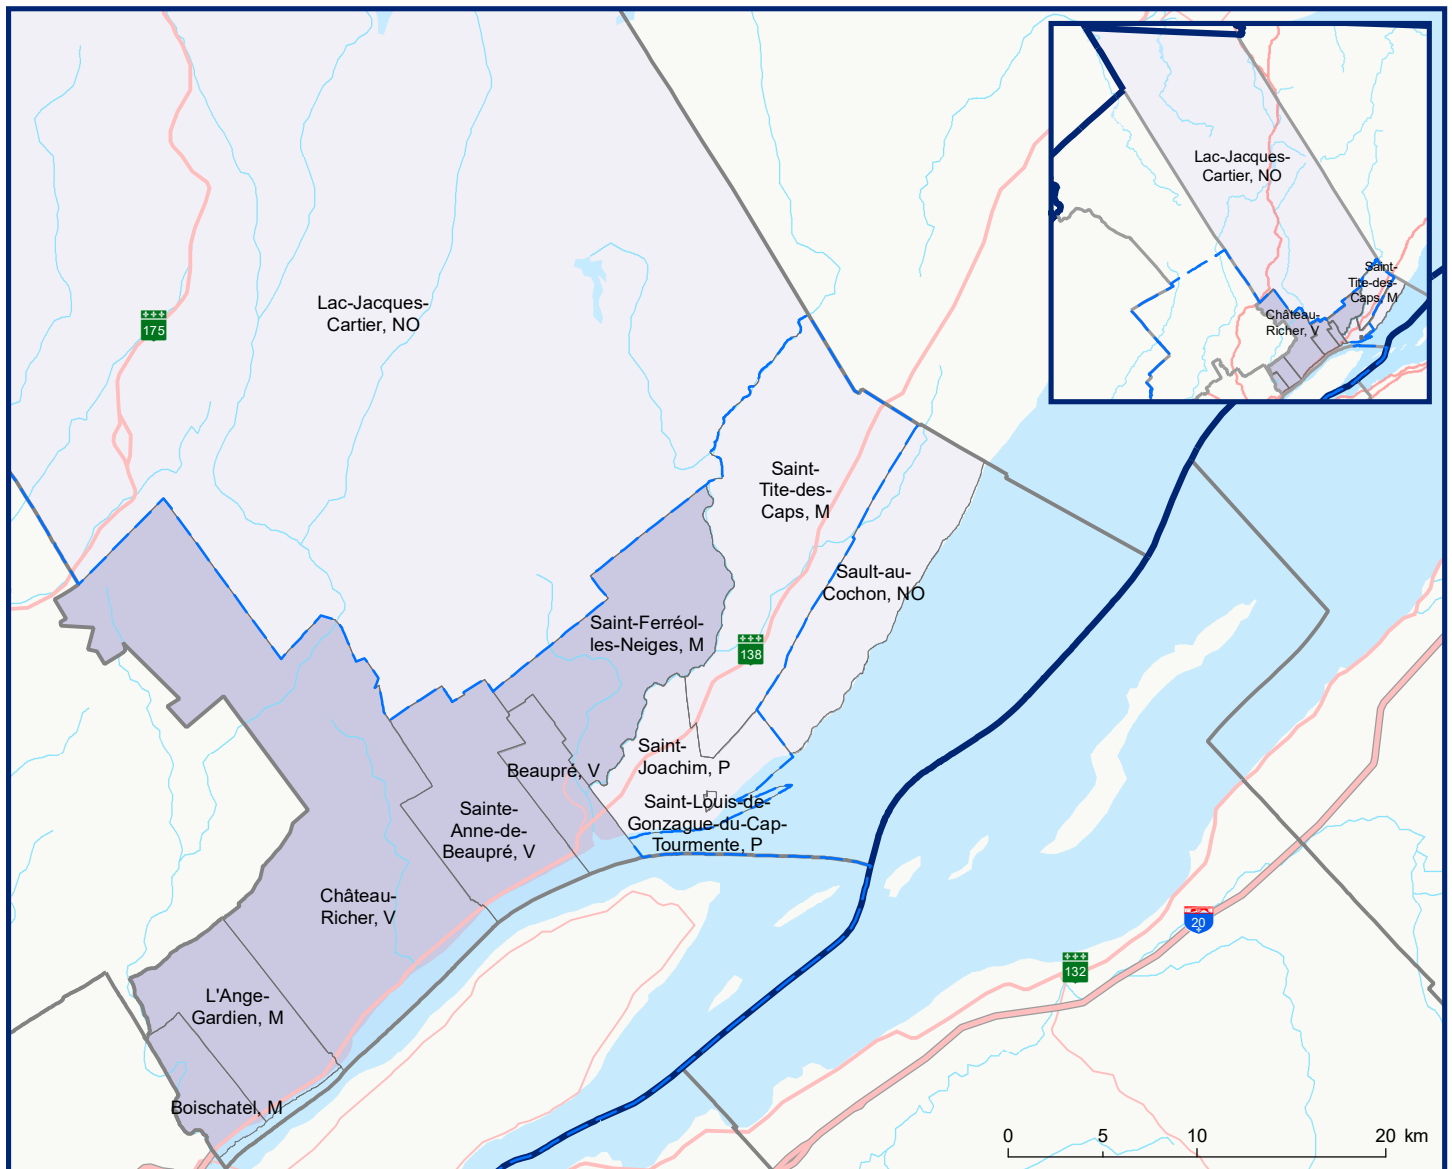 Lac-Jacques-
Cartier, NO
175
Saint-
Tite-des-
Caps, M
Sault-au-
Cochon, NO
Saint-Ferréol-
les-Neiges, M
138
Saint-
Joachim, P
Beaupré, V
Saint-Louis-de-
Gonzague-du-Cap-
Tourmente, P
Sainte-
Anne-de-
Beaupré, V
Château-
Richer, V
L'Ange-
Gardien, M
Boischatel, M
20
132
0 5 10 20 km
Lac-Jacques-
Cartier, NO
Saint-
Tite-des-
Caps, M
Château-
Richer, V